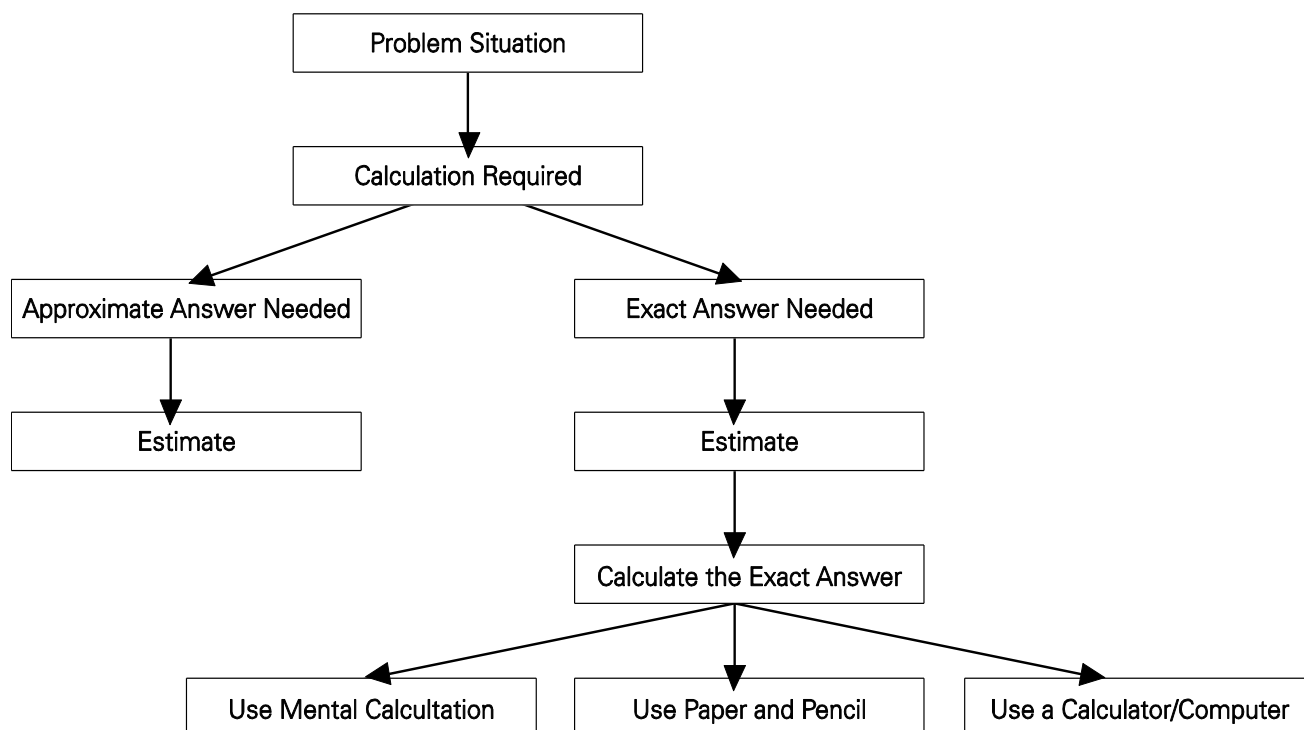 Problem Situation
Calculation Required
Approximate Answer Needed
Exact Answer Needed
Estimate
Estimate
Calculate the Exact Answer
Use Mental Calcultation
Use Paper and Pencil
Use a Calculator/Computer